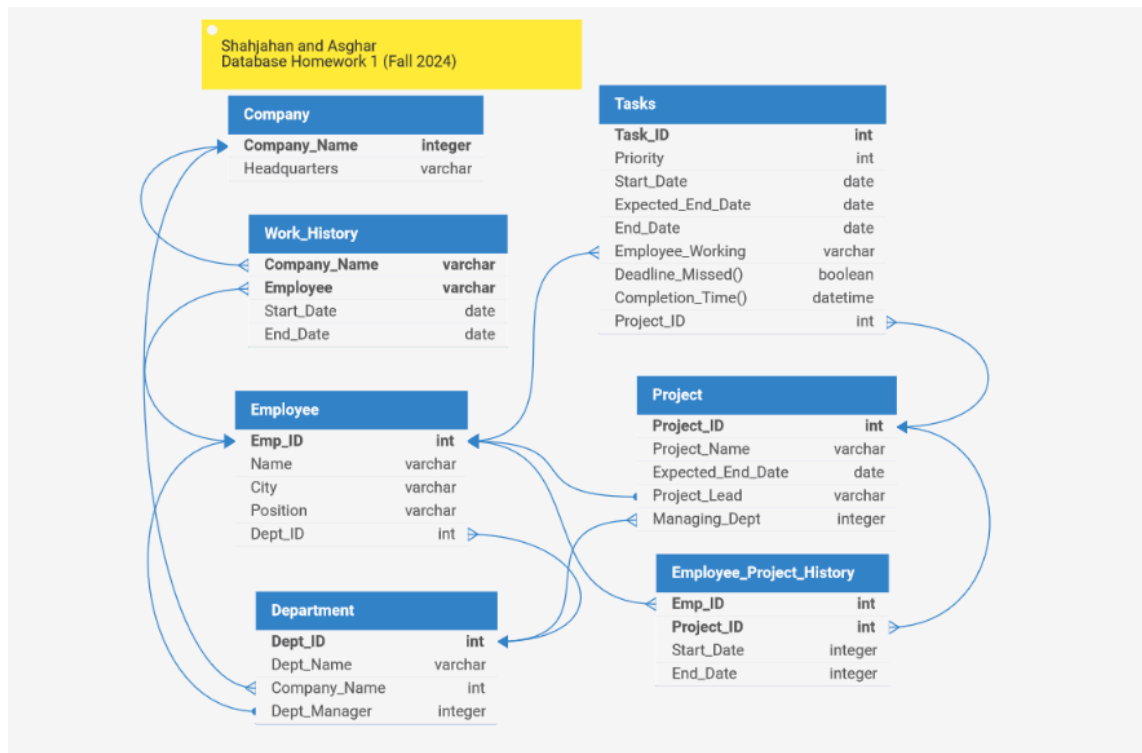 Shahjahan and Asghar
Database Homework 1 (Fall 2024)
Company
Company_Name integer
Headquarters varchar
Work_History
Company_Name varchar
Employee varchar
Start_Date date
End_Date date
Employee
Emp_ID int
Name varchar
City varchar
Position varchar
Dept_ID int
Department
Dept_ID int
Dept_Name varchar
Company_Name int
Dept_Manager integer
Tasks
Task_ID int
Priority int
Start_Date date
Expected_End_Date date
End_Date date
Employee_Working varchar
Deadline_Missed() boolean
Completion_Time() datetime
Project_ID int
Project
Project_ID int
Project_Name varchar
Expected_End_Date date
Project_Lead varchar
Managing_Dept integer
Employee_Project_History
Emp_ID int
Project_ID int
Start_Date integer
End_Date integer